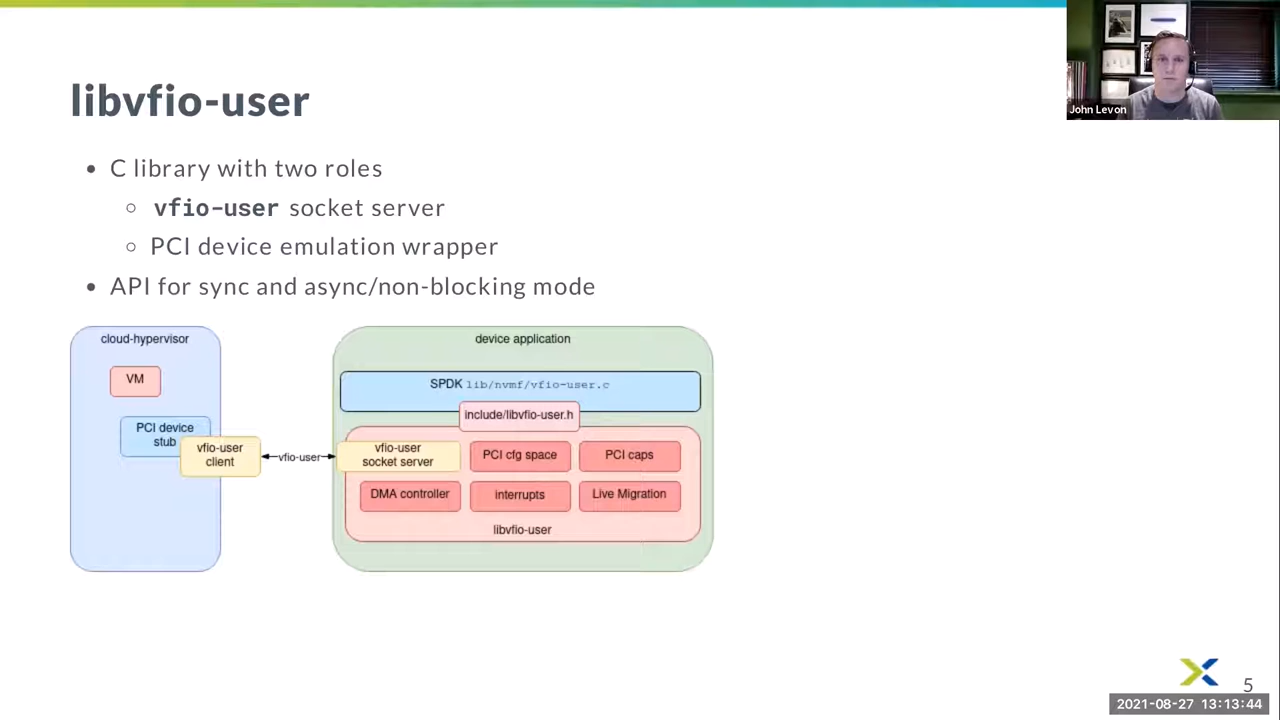 John Levon
libvfio-user
C library with two roles
vfio-user socket server
PCI device emulation wrapper
API for sync and async/non-blocking mode
cloud-hypervisor
VM
PCI device
stub
vfio-user
client
vfio-user
device application
SPDK lib/nvmf/vfio-user.c
include/libvfio-user.h
vfio-user
socket server
PCI cfg space
PCI caps
DMA controller
interrupts
Live Migration
libvfio-user
5
2021-08-27 13:13:44